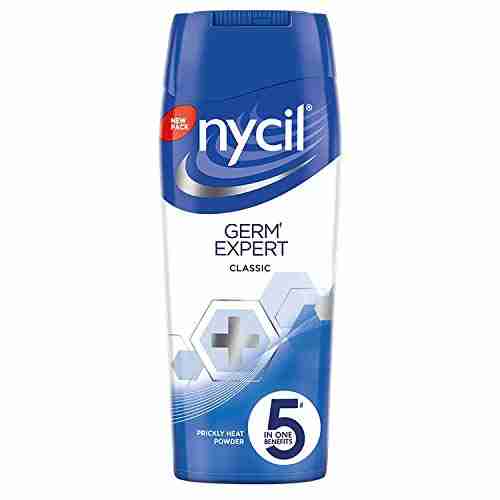 NEW
PACK
nycil®
GERM'
EXPERT
CLASSIC
PRICKLY HEAT
POWDER
5#
IN ONE
BENEFITS